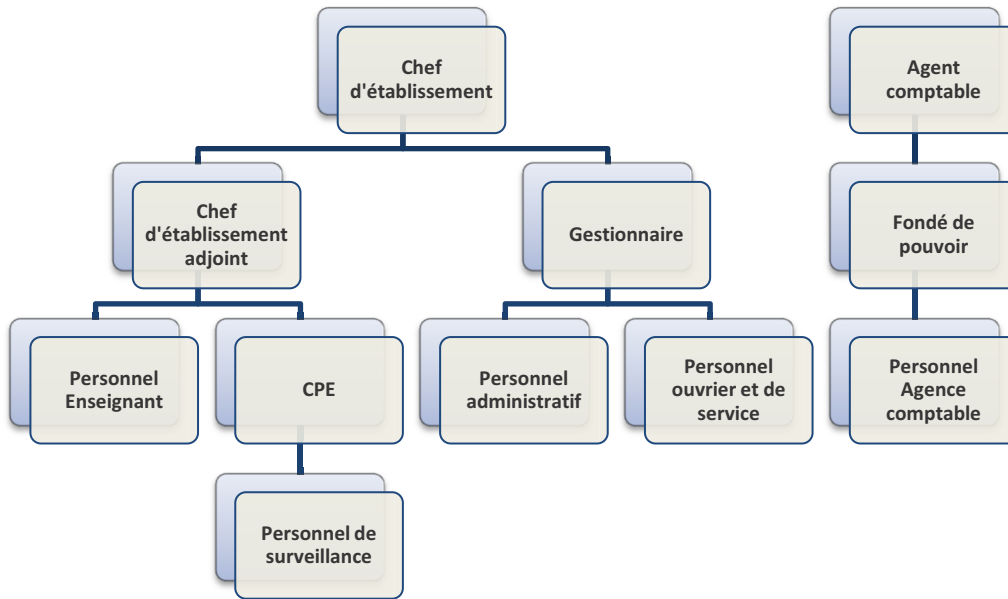 Chef
d'établissement
Agent
comptable
Chef
d'établissement
adjoint
Gestionnaire
Fondé de
pouvoir
Personnel
Enseignant
CPE
Personnel
administratif
Personnel
ouvrier et de
service
Personnel
Agence
comptable
Personnel de
surveillance